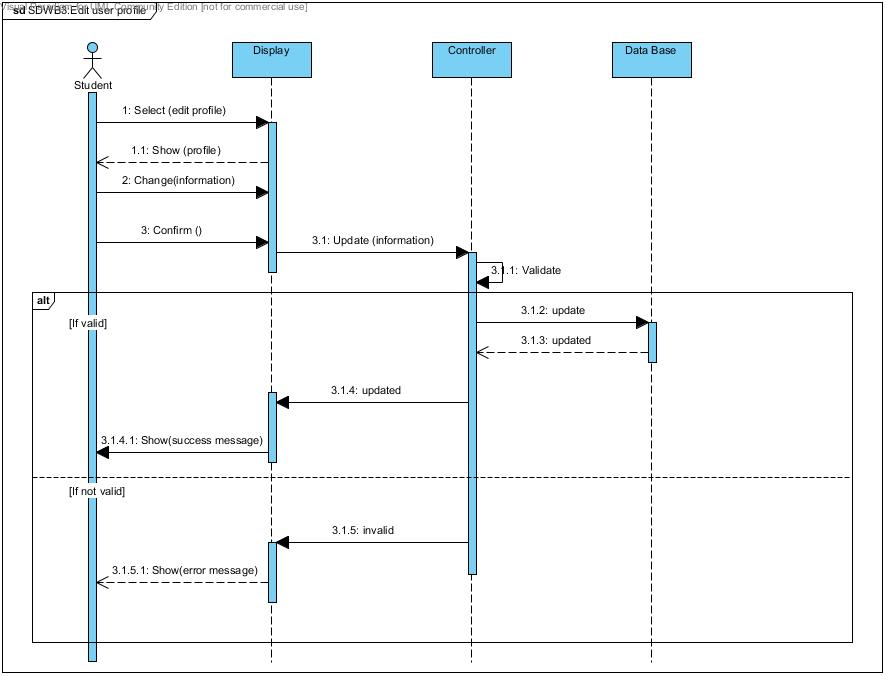 Visual Paradigm for UML Community Edition [not for commercial use]
sd SDWB3:Edit user profile
Display
Controller
Data Base
Student
1: Select (edit profile)
1.1: Show (profile)
2: Change(information)
3: Confirm ()
3.1: Update (information)
3.1.1: Validate
alt
3.1.2: update
[If valid]
3.1.3: updated
3.1.4: updated
3.1.4.1: Show(success message)
[If not valid]
3.1.5: invalid
3.1.5.1: Show(error message)